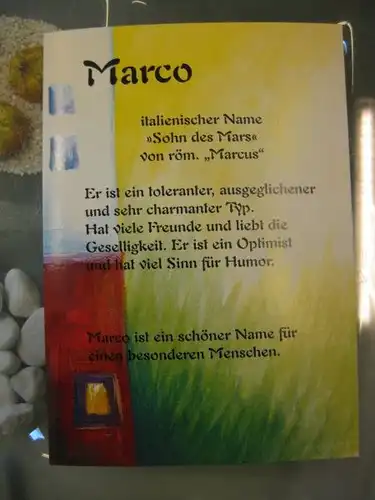 Marco
italienischer Name
»Sohn des Mars«
von röm. „Marcus“
Er ist ein toleranter, ausgeglichener
und sehr charmanter Typ.
Hat viele Freunde und liebt die
Geselligkeit. Er ist ein Optimist
und hat viel Sinn für Humor.
Marco ist ein schöner Name für
einen besonderen Menschen.